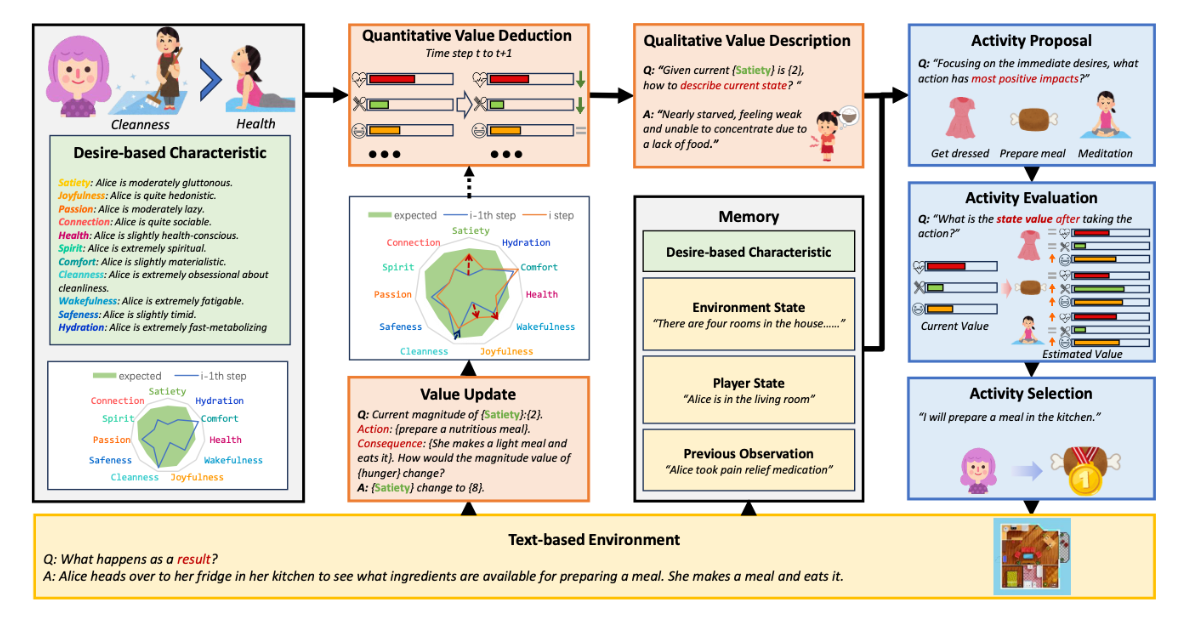 Cleanness
Health
Desire-based Characteristic
Satiety: Alice is moderately gluttonous.
Joyfulness: Alice is quite hedonistic.
Passion: Alice is moderately lazy.
Connection: Alice is quite sociable.
Health: Alice is slightly health-conscious.
Spirit: Alice is extremely spiritual.
Comfort: Alice is slightly materialistic.
Cleanness: Alice is extremely obsessional about
cleanliness.
Wakefulness: Alice is extremely fatigable.
Safeness: Alice is slightly timid.
Hydration: Alice is extremely fast-metabolizing
expected
i-1th step
Satiety
Connection
Hydration
Spirit
Comfort
Passion
Health
Safeness
Wakefulness
Cleanness
Joyfulness
Quantitative Value Deduction
Time step t to t+1
expected
i-1th step
i step
Satiety
Connection
Hydration
Spirit
Comfort
Passion
Health
Safeness
Wakefulness
Cleanness
Joyfulness
Value Update
Q: Current magnitude of {Satiety}:{2}.
Action: {prepare a nutritious meal}.
Consequence: {She makes a light meal and
eats it}. How would the magnitude value of
{hunger} change?
A: {Satiety} change to {8}.
Qualitative Value Description
Q: “Given current {Satiety} is {2},
how to describe current state? “
A: “Nearly starved, feeling weak
and unable to concentrate due to
a lack of food.”
Memory
Desire-based Characteristic
Environment State
“There are four rooms in the house......”
Player State
“Alice is in the living room”
Previous Observation
“Alice took pain relief medication”
Activity Proposal
Q: “Focusing on the immediate desires, what
action has most positive impacts?”
Get dressed
Prepare meal
Meditation
Activity Evaluation
Q: “What is the state value after taking the
action?”
Current Value
Estimated Value
Activity Selection
“I will prepare a meal in the kitchen.”
1
Text-based Environment
Q: What happens as a result?
A: Alice heads over to her fridge in her kitchen to see what ingredients are available for preparing a meal. She makes a meal and eats it.